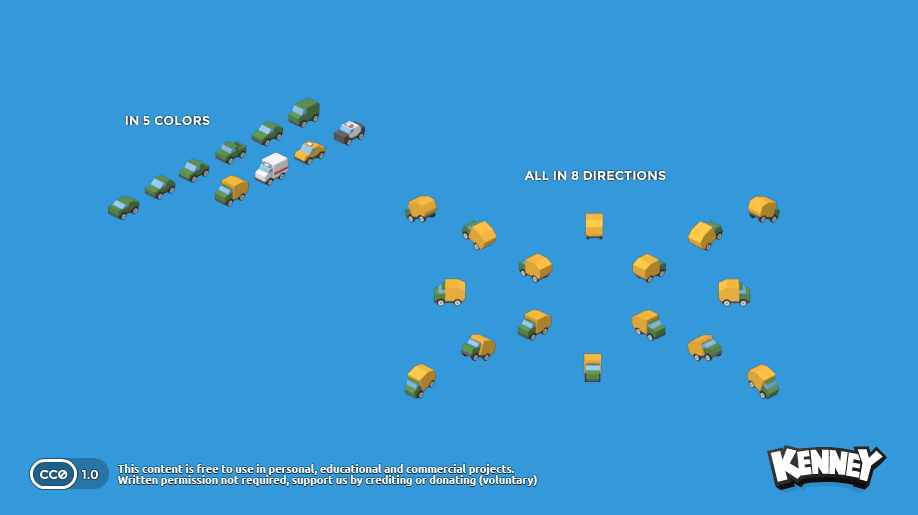 IN 5 COLORS
ALL IN 8 DIRECTIONS
CC0 1.0
This content is free to use in personal, educational and commercial projects.
Written permission not required, support us by crediting or donating (voluntary)
KENNEY